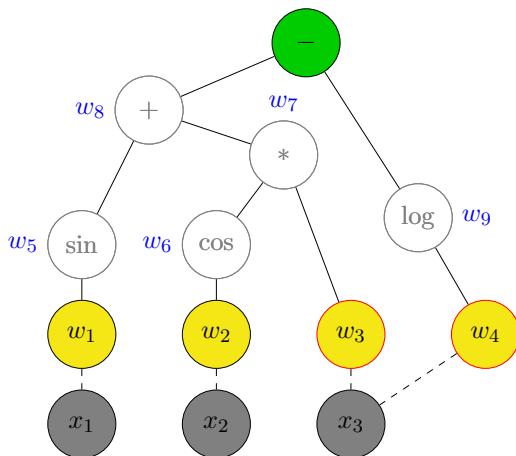 −
w₇
w₈ +
*
w₅ sin w₆ cos log w₉
w₁ w₂ w₃ w₄
x₁ x₂ x₃